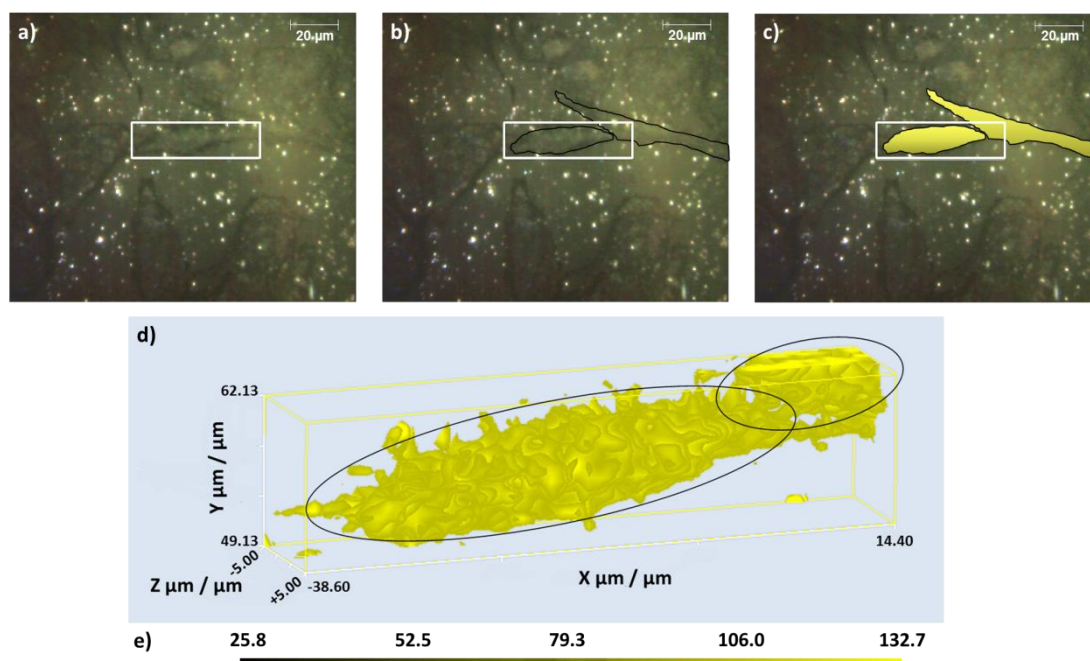 a)
20 µm
b)
20 µm
c)
20 µm
d)
62.13
Y µm / µm
49.13
-5.00
Z µm / µm
+5.00
-38.60
X µm / µm
14.40
e)
25.8 52.5 79.3 106.0 132.7